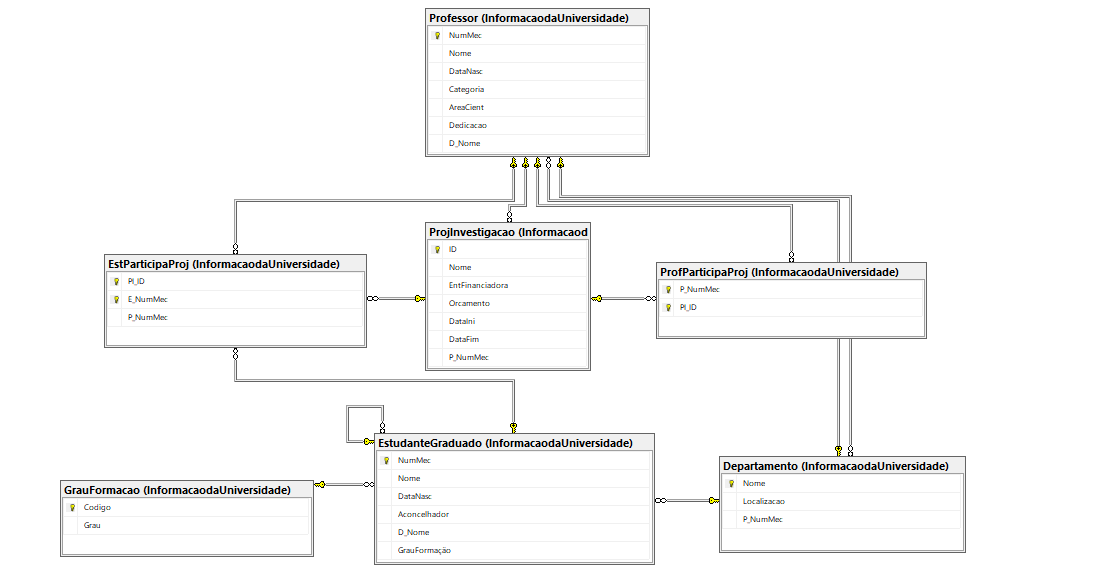 Professor (InformacaodaUniversidade)
NumMec
Nome
DataNasc
Categoria
AreaCient
Dedicacao
D_Nome
EstParticipaProj (InformacaodaUniversidade)
PI_ID
E_NumMec
P_NumMec
ProjInvestigacao (Informacaod
ID
Nome
EntFinanciadora
Orcamento
DataIni
DataFim
P_NumMec
ProfParticipaProj (InformacaodaUniversidade)
P_NumMec
PI_ID
GrauFormacao (InformacaodaUniversidade)
Codigo
Grau
EstudanteGraduado (InformacaodaUniversidade)
NumMec
Nome
DataNasc
Aconcelhador
D_Nome
GrauFormação
Departamento (InformacaodaUniversidade)
Nome
Localizacao
P_NumMec